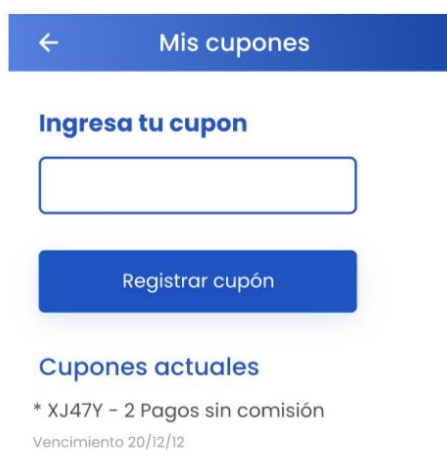 Mis cupones
Ingresa tu cupon
Registrar cupón
Cupones actuales
* XJ47Y - 2 Pagos sin comisión
Vencimiento 20/12/12